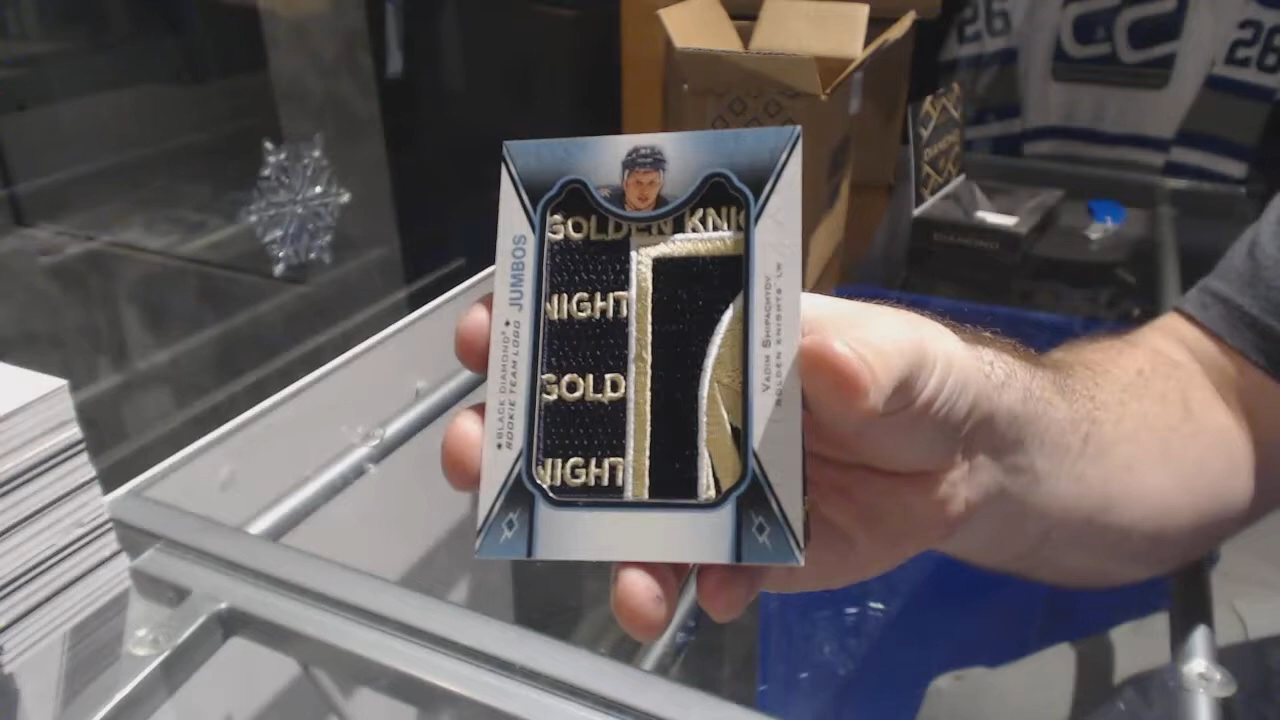 GOLDEN KNIG
NIGHT
GOLD
NIGHT
BLACK DIAMOND
ROOKIE TEAM LOGO
JUMBOS
VADIM SHIPACHYOV
GOLDEN KNIGHTS LW
DIAMOND
DIAMOND
26
26